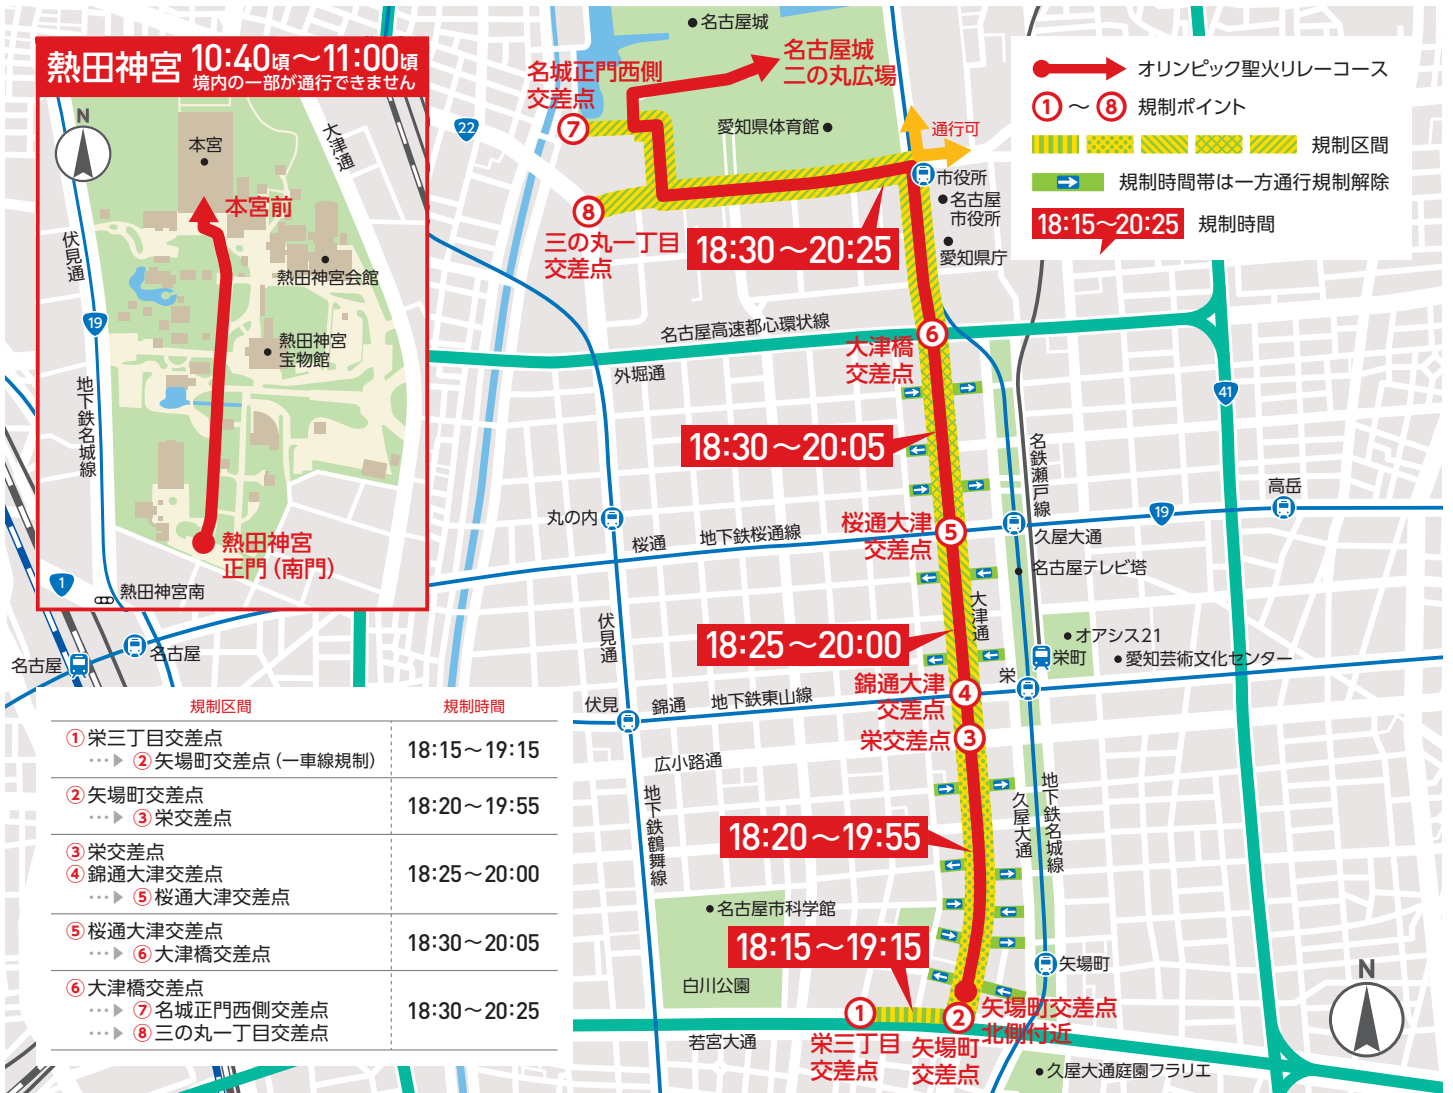 熱田神宮 10:40頃～11:00頃
境内の一部が通行できません
N
大津通
本宮
本宮前
伏見通
熱田神宮会館
19
熱田神宮
宝物館
地下鉄名城線
熱田神宮
正門（南門）
1
熱田神宮南
名古屋
名古屋
22
名古屋城
名城正門西側
交差点
⑦
名古屋城
二の丸広場
愛知県体育館
通行可
市役所
名古屋
市役所
愛知県庁
⑧
三の丸一丁目
交差点
18:30～20:25
オリンピック聖火リレーコース
①～⑧ 規制ポイント
規制区間
規制時間帯は一方通行規制解除
18:15～20:25 規制時間
名古屋高速都心環状線
外堀通
⑥
大津橋
交差点
41
18:30～20:05
名鉄瀬戸線
高岳
19
丸の内
桜通
地下鉄桜通線
桜通大津
交差点
⑤
久屋大通
名古屋テレビ塔
伏見通
大津通
オアシス21
18:25～20:00
栄町
愛知芸術文化センター
栄
伏見
錦通
地下鉄東山線
錦通大津
交差点
④
栄交差点
③
広小路通
地下鉄鶴舞線
久屋大通
地下鉄名城線
18:20～19:55
名古屋市科学館
18:15～19:15
矢場町
白川公園
N
①
②
矢場町交差点
北側付近
若宮大通
栄三丁目
交差点
矢場町
交差点
久屋大通庭園フラリエ
規制区間 規制時間
①栄三丁目交差点
…▶ ②矢場町交差点（一車線規制） 18:15～19:15
②矢場町交差点
…▶ ③栄交差点 18:20～19:55
③栄交差点
④錦通大津交差点 18:25～20:00
…▶ ⑤桜通大津交差点
⑤桜通大津交差点
…▶ ⑥大津橋交差点 18:30～20:05
⑥大津橋交差点
…▶ ⑦名城正門西側交差点 18:30～20:25
…▶ ⑧三の丸一丁目交差点